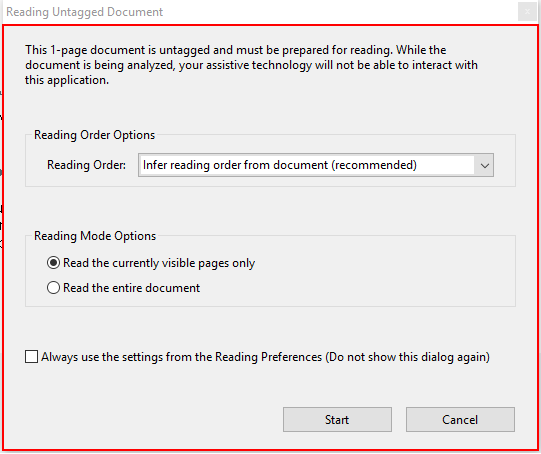 Reading Untagged Document
This 1-page document is untagged and must be prepared for reading. While the
document is being analyzed, your assistive technology will not be able to interact with
this application.
Reading Order Options
Reading Order: Infer reading order from document (recommended)
Reading Mode Options
Read the currently visible pages only
Read the entire document
Always use the settings from the Reading Preferences (Do not show this dialog again)
Start Cancel